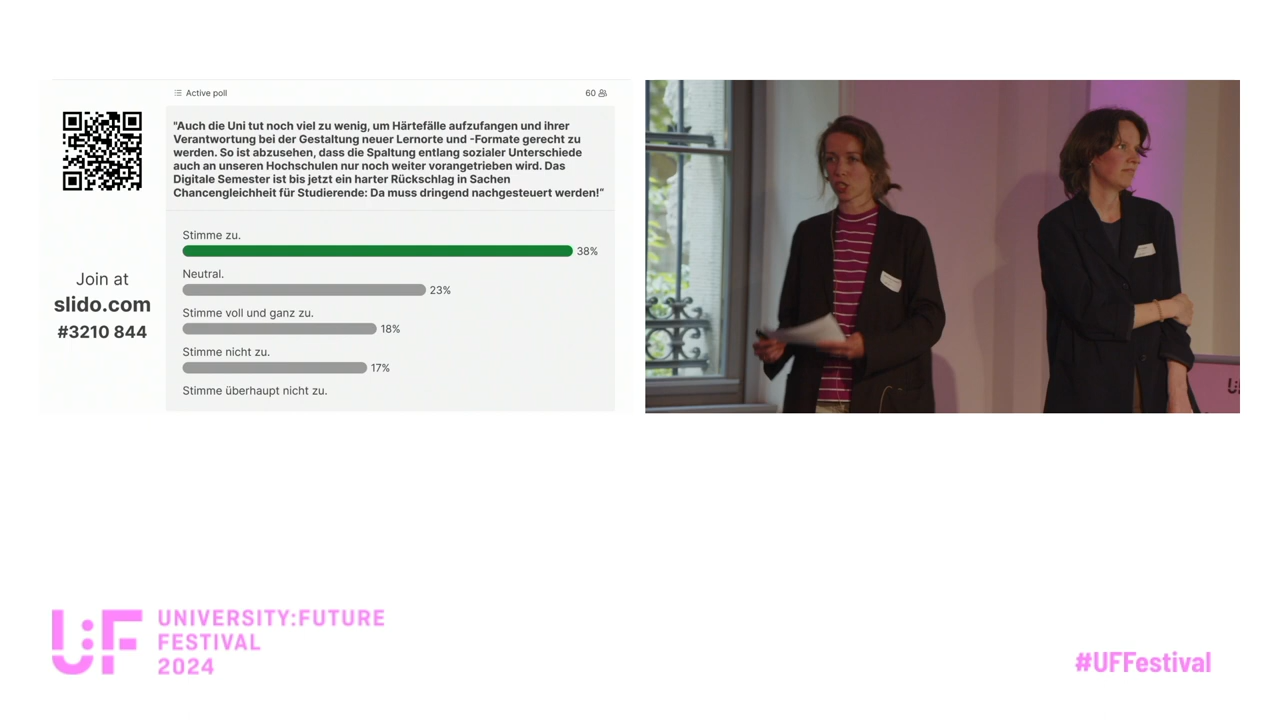 Active poll
60
"Auch die Uni tut noch viel zu wenig, um Härtefälle aufzufangen und ihrer
Verantwortung bei der Gestaltung neuer Lernorte und -Formate gerecht zu
werden. So ist abzusehen, dass die Spaltung entlang sozialer Unterschiede
auch an unseren Hochschulen nur noch weiter vorangetrieben wird. Das
Digitale Semester ist bis jetzt ein harter Rückschlag in Sachen
Chancengleichheit für Studierende: Da muss dringend nachgesteuert werden!"
Stimme zu.
38%
Neutral.
23%
Stimme voll und ganz zu.
18%
Stimme nicht zu.
17%
Stimme überhaupt nicht zu.
Join at
slido.com
#3210 844
U:F
UNIVERSITY:FUTURE
FESTIVAL
2024
#UFFestival